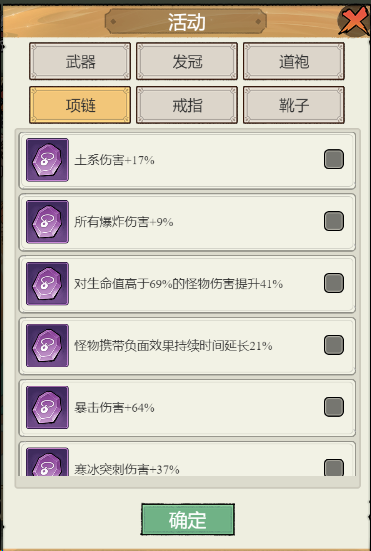 活动
武器 发冠 道袍
项链 戒指 靴子
土系伤害+17%
所有爆炸伤害+9%
对生命值高于69%的怪物伤害提升41%
怪物携带负面效果持续时间延长21%
暴击伤害+64%
寒冰突刺伤害+37%
确定